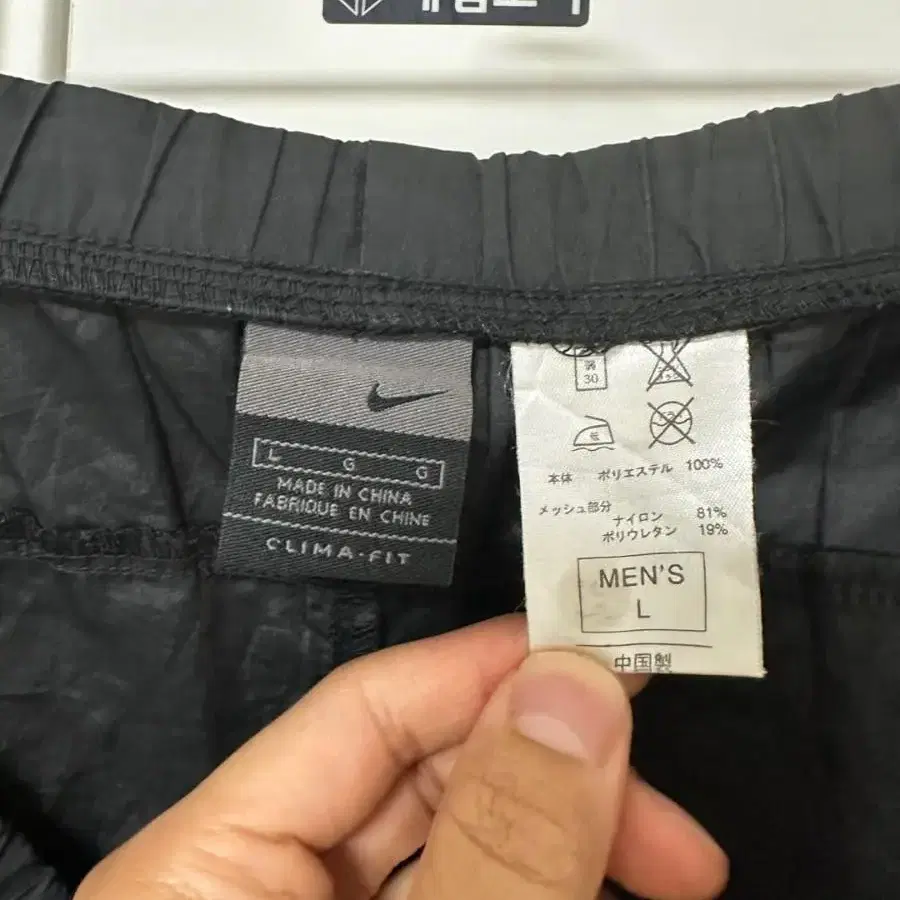 L G G
MADE IN CHINA
FABRIQUE EN CHINE
CLIMA-FIT
弱
30
低
本体 ポリエステル 100%
メッシュ部分
ナイロン 81%
ポリウレタン 19%
MEN'S
L
中国製